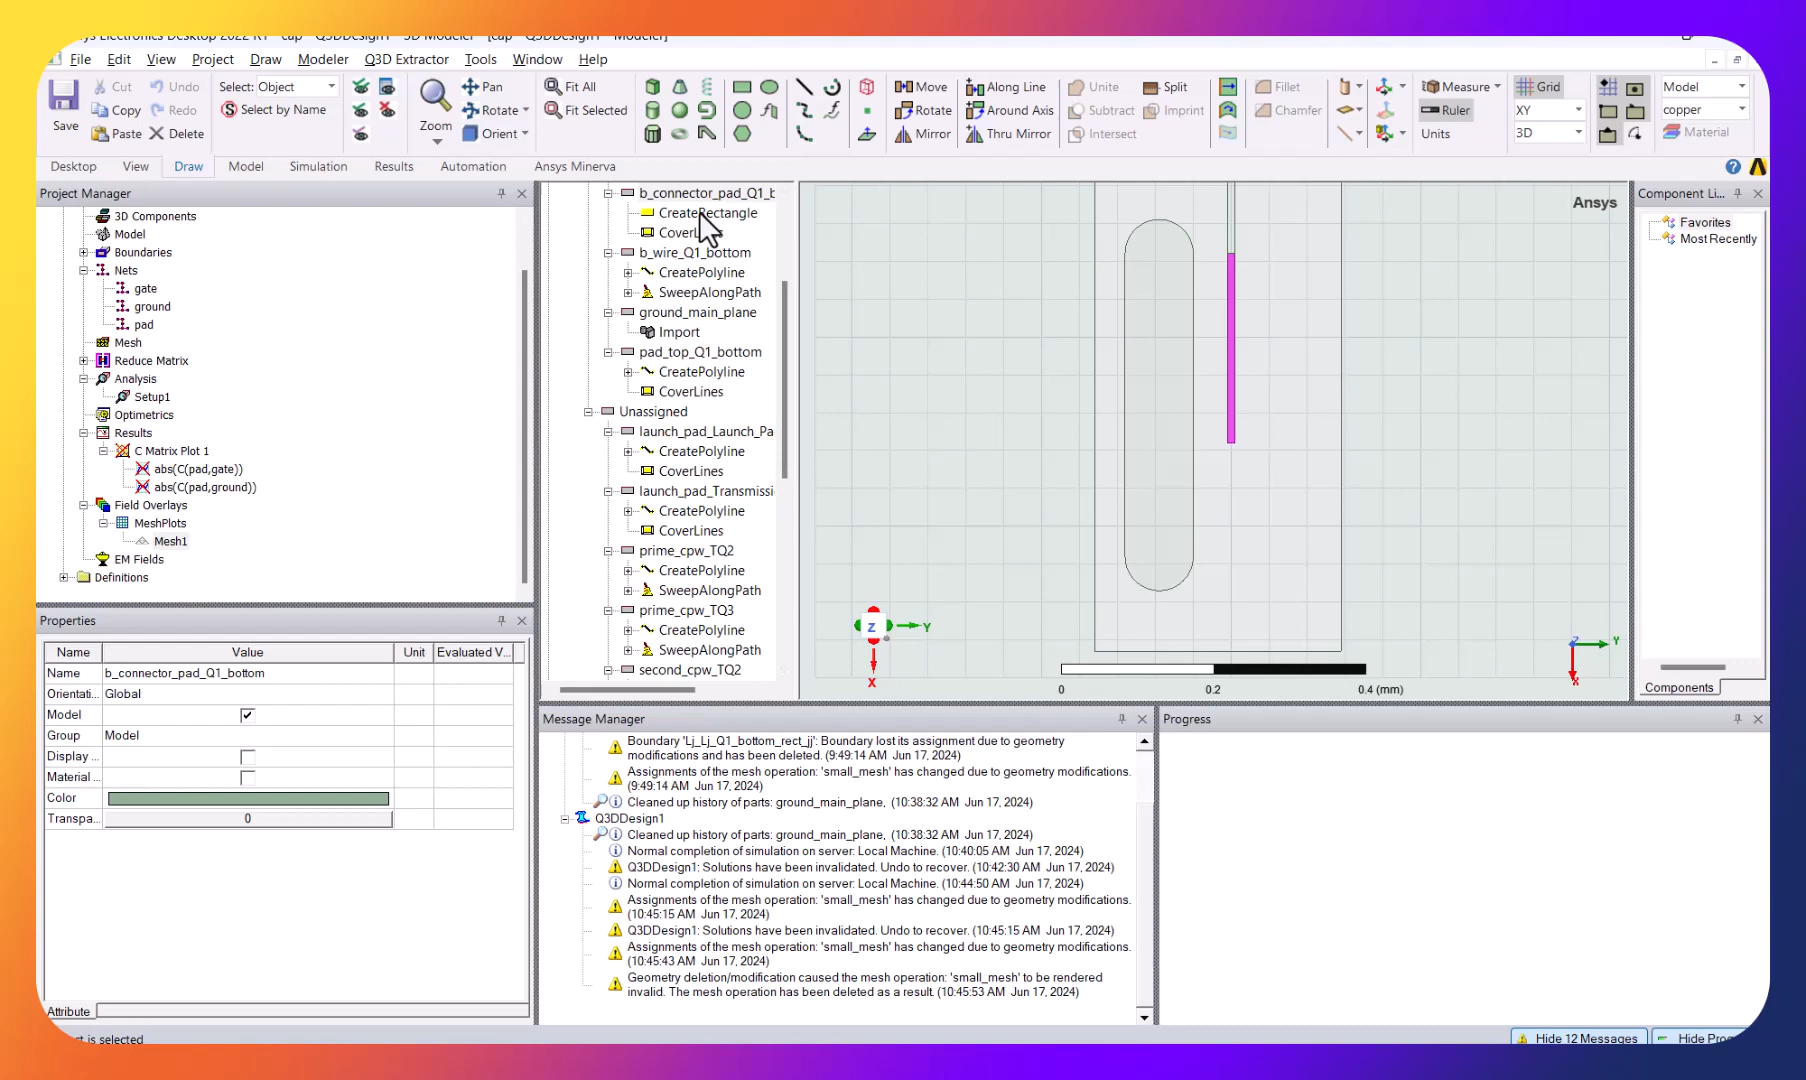 File Edit View Project Draw Modeler Q3D Extractor Tools Window Help
Save Cut Copy Paste Undo Redo Delete
Select: Object
Select by Name
Zoom Pan Rotate Orient
Fit All
Fit Selected
Move Rotate Mirror
Along Line Around Axis Thru Mirror
Unite Subtract Intersect
Split Imprint
Fillet Chamfer
Measure Ruler Units
Grid XY 3D
Model copper Material
Desktop View Draw Model Simulation Results Automation Ansys Minerva
Project Manager
3D Components
Model
Boundaries
Nets
gate
ground
pad
Mesh
Reduce Matrix
Analysis
Setup1
Optimetrics
Results
C Matrix Plot 1
abs(C(pad,gate))
abs(C(pad,ground))
Field Overlays
MeshPlots
Mesh1
EM Fields
Definitions
Properties
Name Value Unit Evaluated V...
Name b_connector_pad_Q1_bottom
Orientati... Global
Model
Group Model
Display ...
Material ...
Color
Transpa... 0
Attribute
b_connector_pad_Q1_b
CreateRectangle
b_wire_Q1_bottom
CreatePolyline
SweepAlongPath
ground_main_plane
Import
pad_top_Q1_bottom
CreatePolyline
CoverLines
Unassigned
launch_pad_Launch_Pa
CreatePolyline
CoverLines
launch_pad_Transmissi
CreatePolyline
CoverLines
prime_cpw_TQ2
CreatePolyline
SweepAlongPath
prime_cpw_TQ3
CreatePolyline
SweepAlongPath
second_cpw_TQ2
Ansys
Z Y
X
0 0.2 0.4 (mm)
Z Y
X
Component Li...
Favorites
Most Recently
Components
Message Manager
Boundary 'Lj_Lj_Q1_bottom_rect_jj': Boundary lost its assignment due to geometry
modifications and has been deleted. (9:49:14 AM Jun 17, 2024)
Assignments of the mesh operation: 'small_mesh' has changed due to geometry modifications.
(9:49:14 AM Jun 17, 2024)
Cleaned up history of parts: ground_main_plane, (10:38:32 AM Jun 17, 2024)
Q3DDesign1
Cleaned up history of parts: ground_main_plane, (10:38:32 AM Jun 17, 2024)
Normal completion of simulation on server: Local Machine. (10:40:05 AM Jun 17, 2024)
Q3DDesign1: Solutions have been invalidated. Undo to recover. (10:42:30 AM Jun 17, 2024)
Normal completion of simulation on server: Local Machine. (10:44:50 AM Jun 17, 2024)
Assignments of the mesh operation: 'small_mesh' has changed due to geometry modifications.
(10:45:15 AM Jun 17, 2024)
Q3DDesign1: Solutions have been invalidated. Undo to recover. (10:45:15 AM Jun 17, 2024)
Assignments of the mesh operation: 'small_mesh' has changed due to geometry modifications.
(10:45:43 AM Jun 17, 2024)
Geometry deletion/modification caused the mesh operation: 'small_mesh' to be rendered
invalid. The mesh operation has been deleted as a result. (10:45:53 AM Jun 17, 2024)
Progress
is selected
Hide 12 Messages
Hide